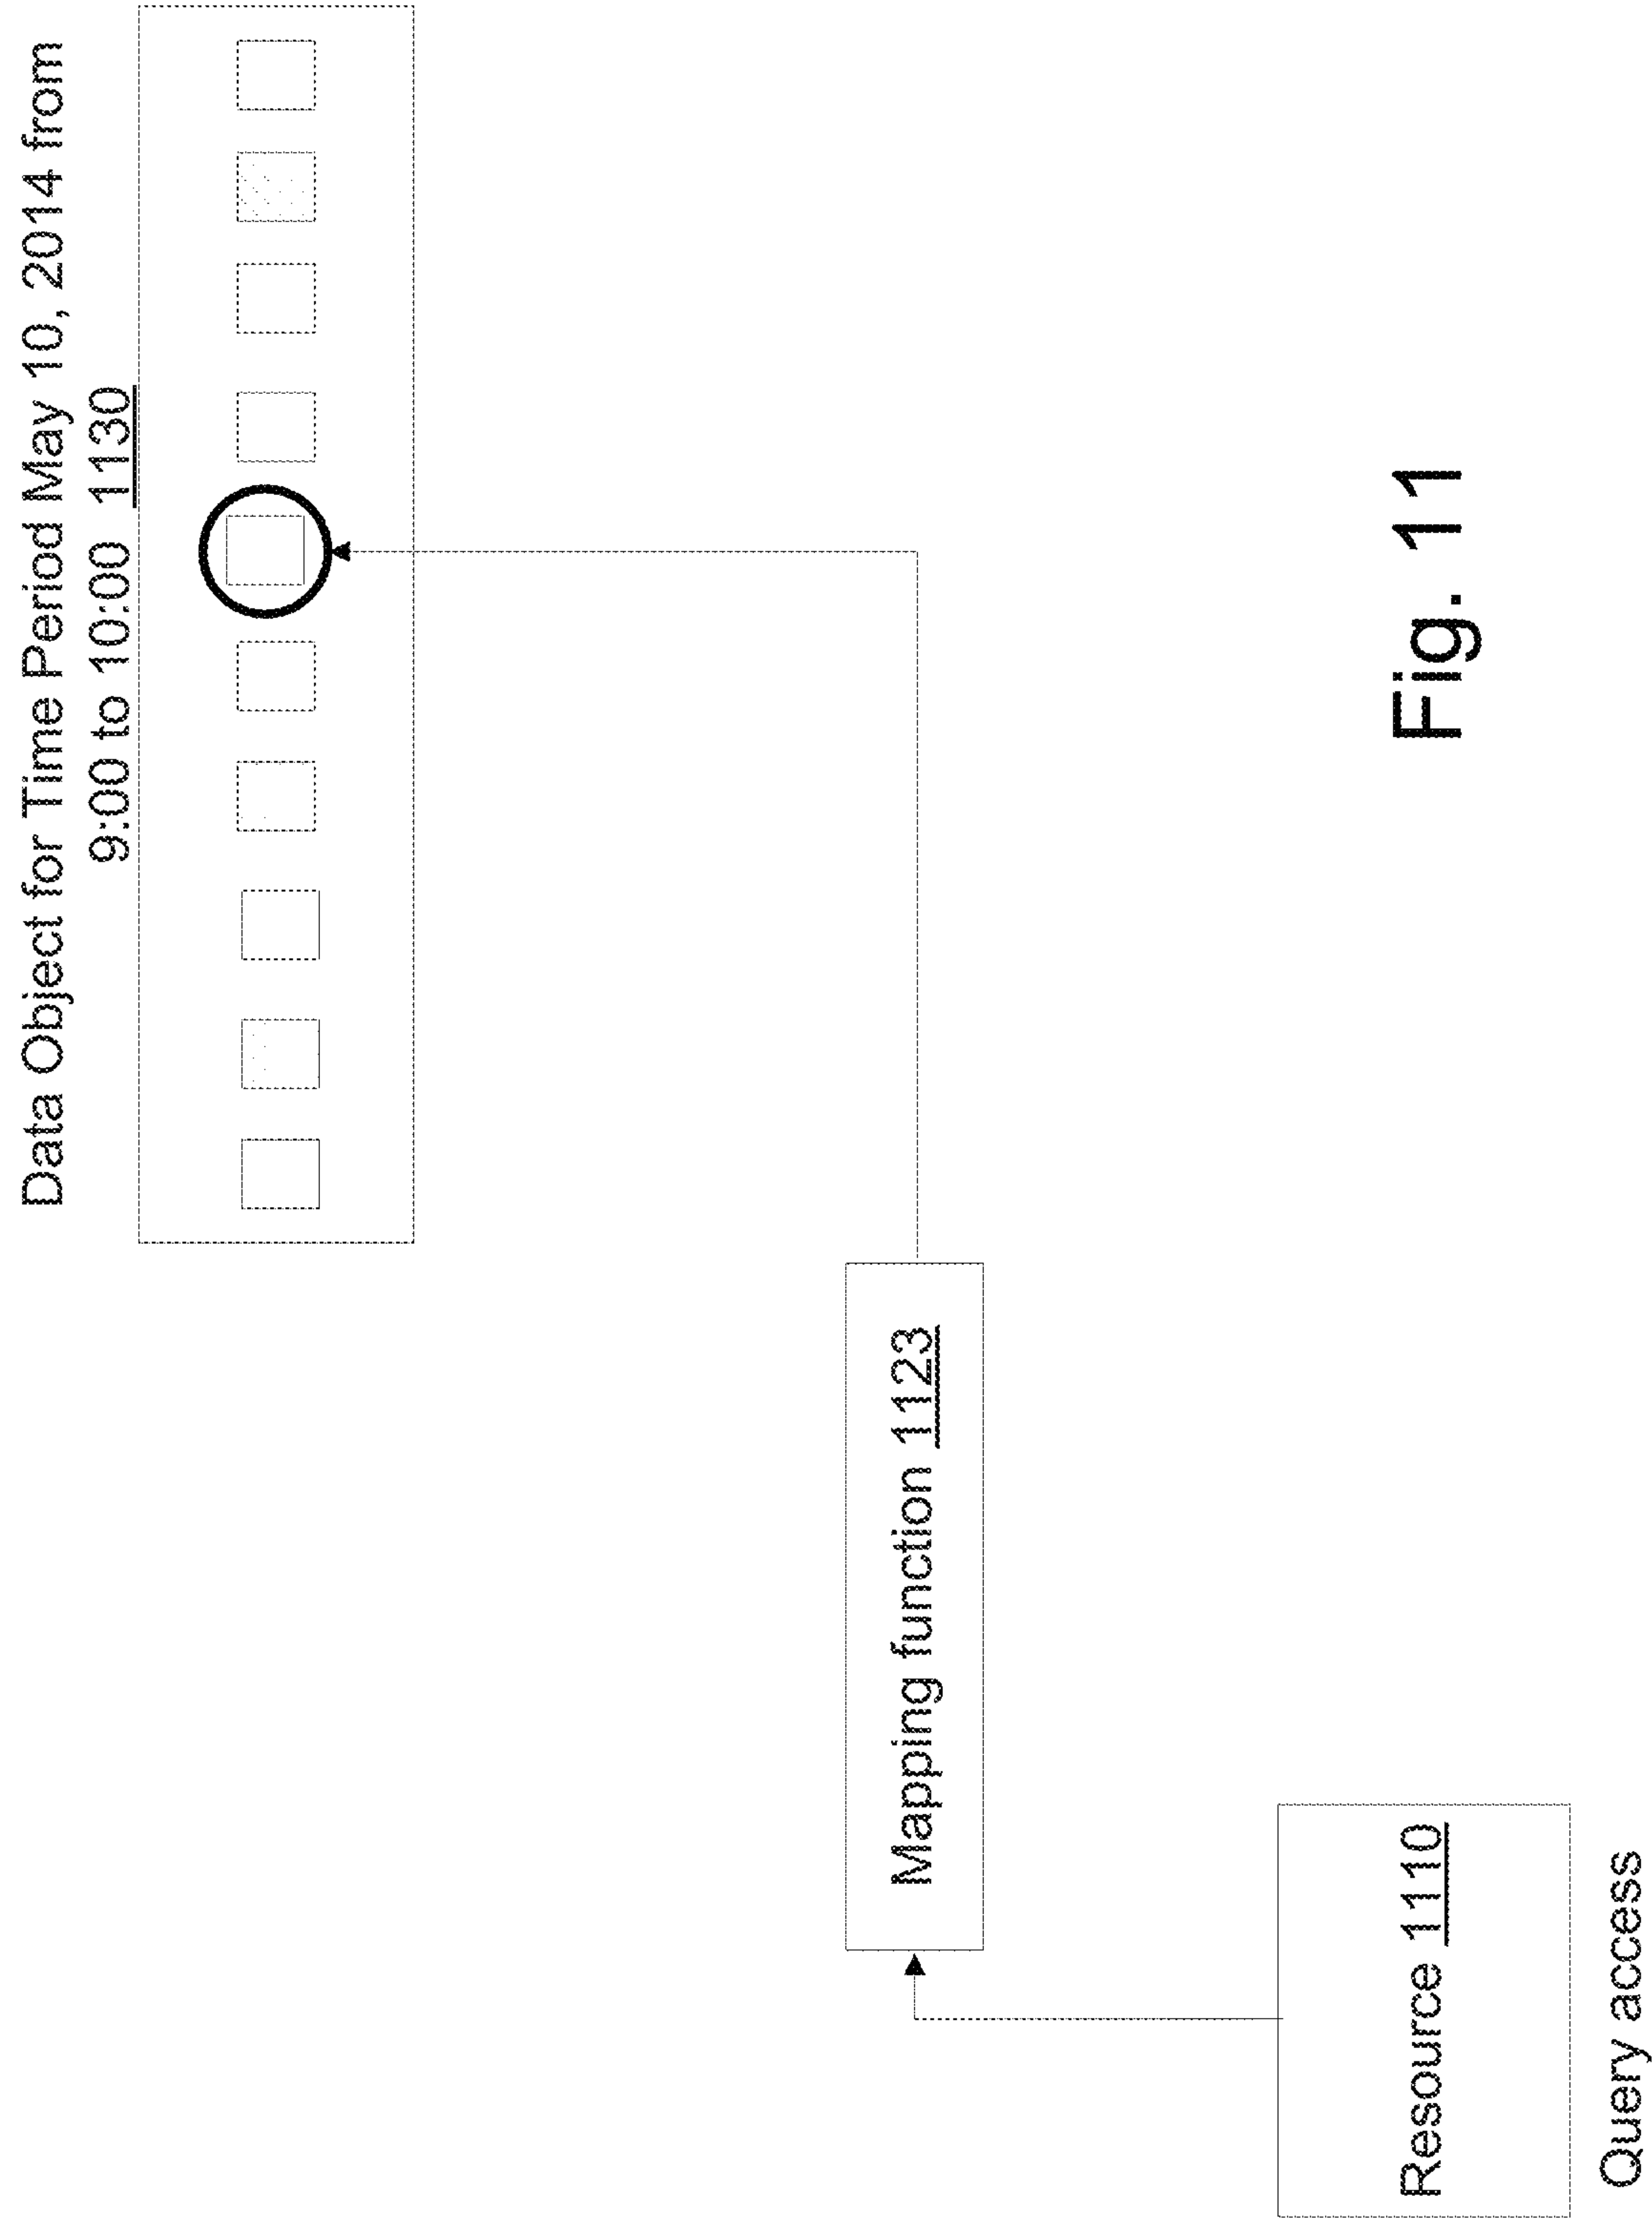 Data Object for Time Period May 10, 2014 from
9:00 to 10:00 1130
Mapping function 1123
Resource 1110
Query access
Fig. 11